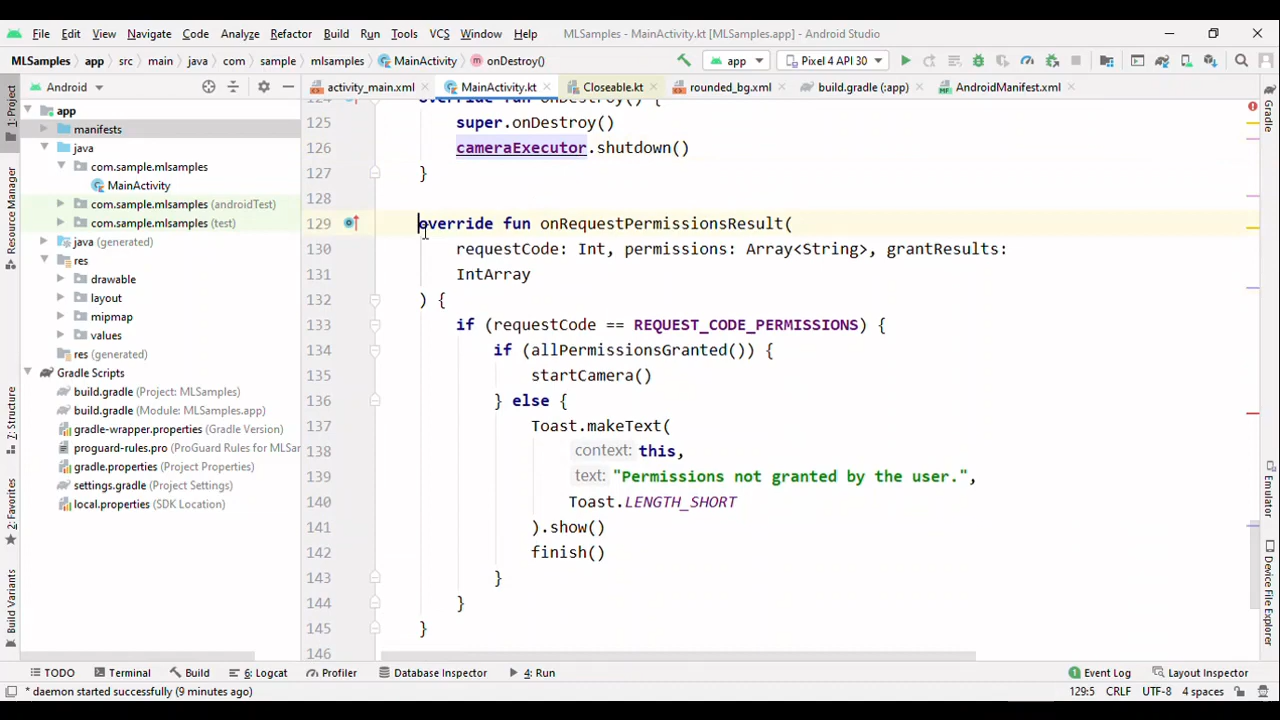 File Edit View Navigate Code Analyze Refactor Build Run Tools VCS Window Help MLSamples - MainActivity.kt [MLSamples.app] - Android Studio
MLSamples app src main java com sample mlsamples MainActivity onDestroy() app Pixel 4 API 30
Android activity_main.xml MainActivity.kt Closeable.kt rounded_bg.xml build.gradle (:app) AndroidManifest.xml
1: Project
Resource Manager
Z: Structure
2: Favorites
Build Variants
app
manifests
java
com.sample.mlsamples
MainActivity
com.sample.mlsamples (androidTest)
com.sample.mlsamples (test)
java (generated)
res
drawable
layout
mipmap
values
res (generated)
Gradle Scripts
build.gradle (Project: MLSamples)
build.gradle (Module: MLSamples.app)
gradle-wrapper.properties (Gradle Version)
proguard-rules.pro (ProGuard Rules for MLSar
gradle.properties (Project Properties)
settings.gradle (Project Settings)
local.properties (SDK Location)
124 override fun onDestroy() {
125 super.onDestroy()
126 cameraExecutor.shutdown()
127 }
128
129 override fun onRequestPermissionsResult(
130 requestCode: Int, permissions: Array<String>, grantResults:
131 IntArray
132 ) {
133 if (requestCode == REQUEST_CODE_PERMISSIONS) {
134 if (allPermissionsGranted()) {
135 startCamera()
136 } else {
137 Toast.makeText(
138 context: this,
139 text: "Permissions not granted by the user.",
140 Toast.LENGTH_SHORT
141 ).show()
142 finish()
143 }
144 }
145 }
146
Gradle
Emulator
Device File Explorer
TODO Terminal Build 6: Logcat Profiler Database Inspector 4: Run 1 Event Log Layout Inspector
* daemon started successfully (9 minutes ago) 129:5 CRLF UTF-8 4 spaces